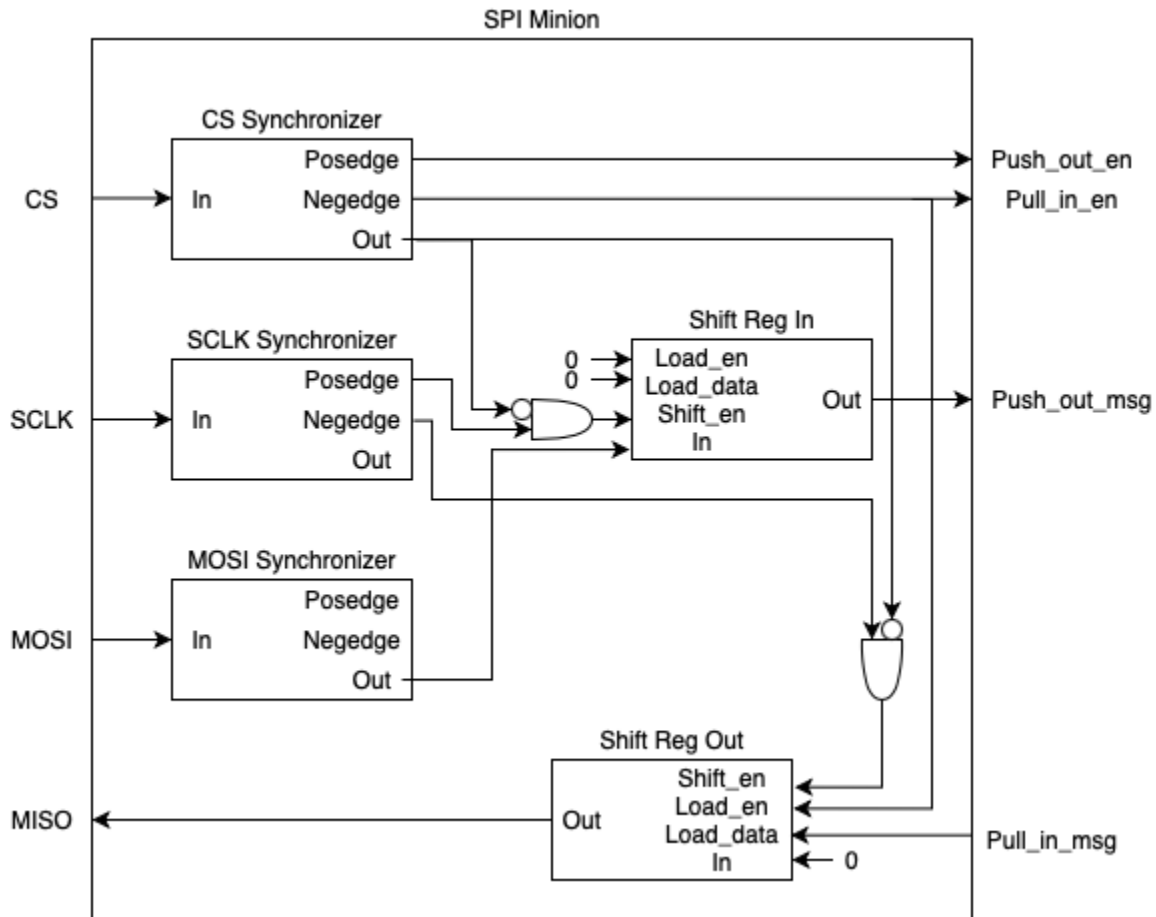 SPI Minion
CS Synchronizer
Posedge
Push_out_en
CS
In
Negedge
Pull_in_en
Out
SCLK Synchronizer
Shift Reg In
Posedge
0
Load_en
0
Load_data
SCLK
In
Negedge
Shift_en
Out
Push_out_msg
In
Out
MOSI Synchronizer
Posedge
MOSI
In
Negedge
Out
Shift Reg Out
Shift_en
MISO
Out
Load_en
Load_data
Pull_in_msg
In
0